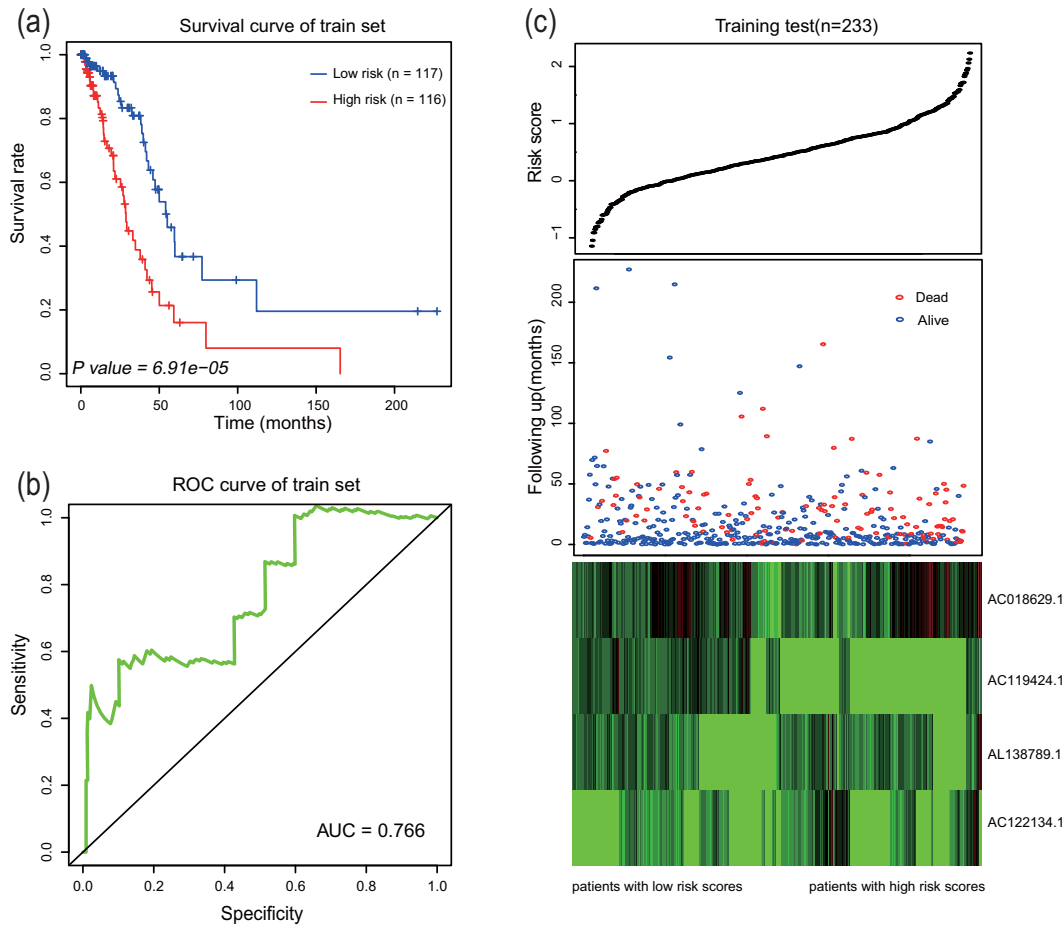 (a)
Survival curve of train set
Survival rate
1.0
0.8
0.6
0.4
0.2
0.0
Low risk (n = 117)
High risk (n = 116)
P value = 6.91e−05
0 50 100 150 200
Time (months)
(b)
ROC curve of train set
Sensitivity
1.0
0.8
0.6
0.4
0.2
0.0
AUC = 0.766
0.0 0.2 0.4 0.6 0.8 1.0
Specificity
(c)
Training test(n=233)
Risk score
2
1
0
−1
Following up(months)
200
150
100
50
0
Dead
Alive
AC018629.1
AC119424.1
AL138789.1
AC122134.1
patients with low risk scores patients with high risk scores